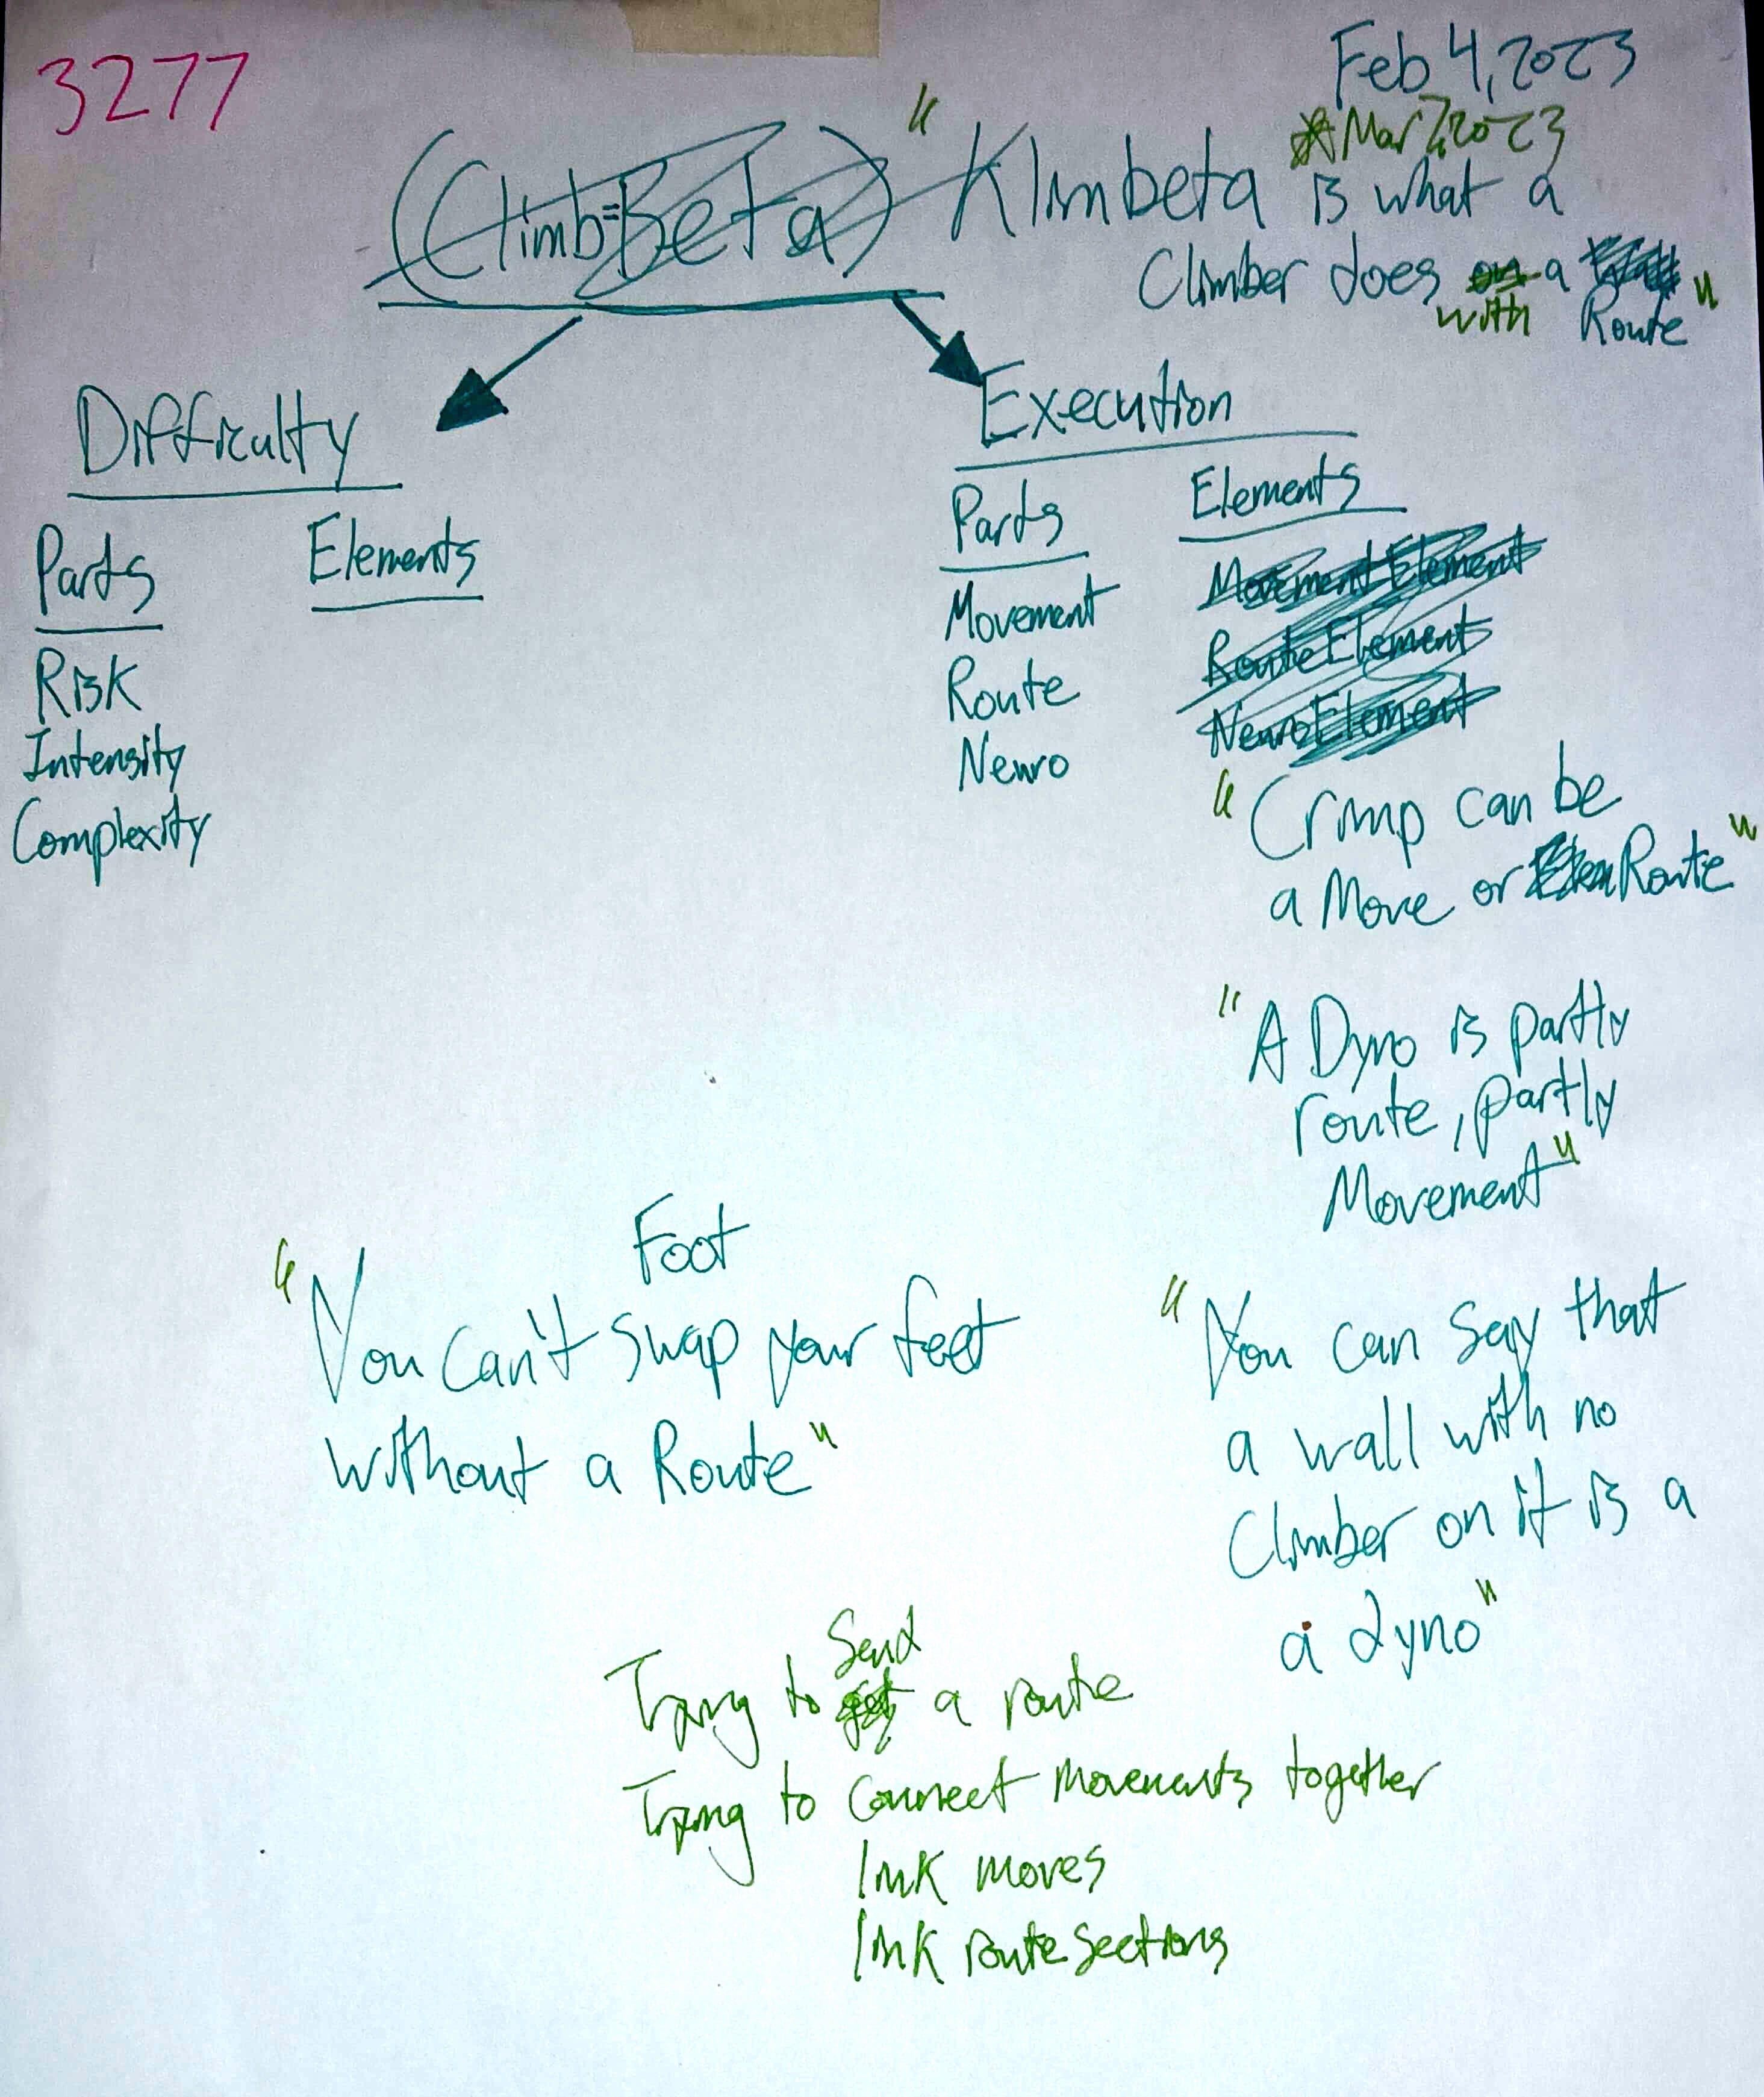 3277
Feb 4, 2023
Mar 7, 2023
(Climb=Beta) "Klimbeta is what a
Climber does on a
with Route"
Difficulty
Execution
Parts Elements
Parts Elements
Movement Movement Element
Route Route Element
Neuro Neuro Element
Risk
Intensity
Complexity
"Crimp can be
a Move or Elem Route"
"A Dyno is partly
route, partly
Movement"
Foot
"You can't swap your feet
without a Route"
"You can say that
a wall with no
Climber on it is a
a dyno"
Send
Trying to get a route
Trying to connect movements together
link moves
link route sections